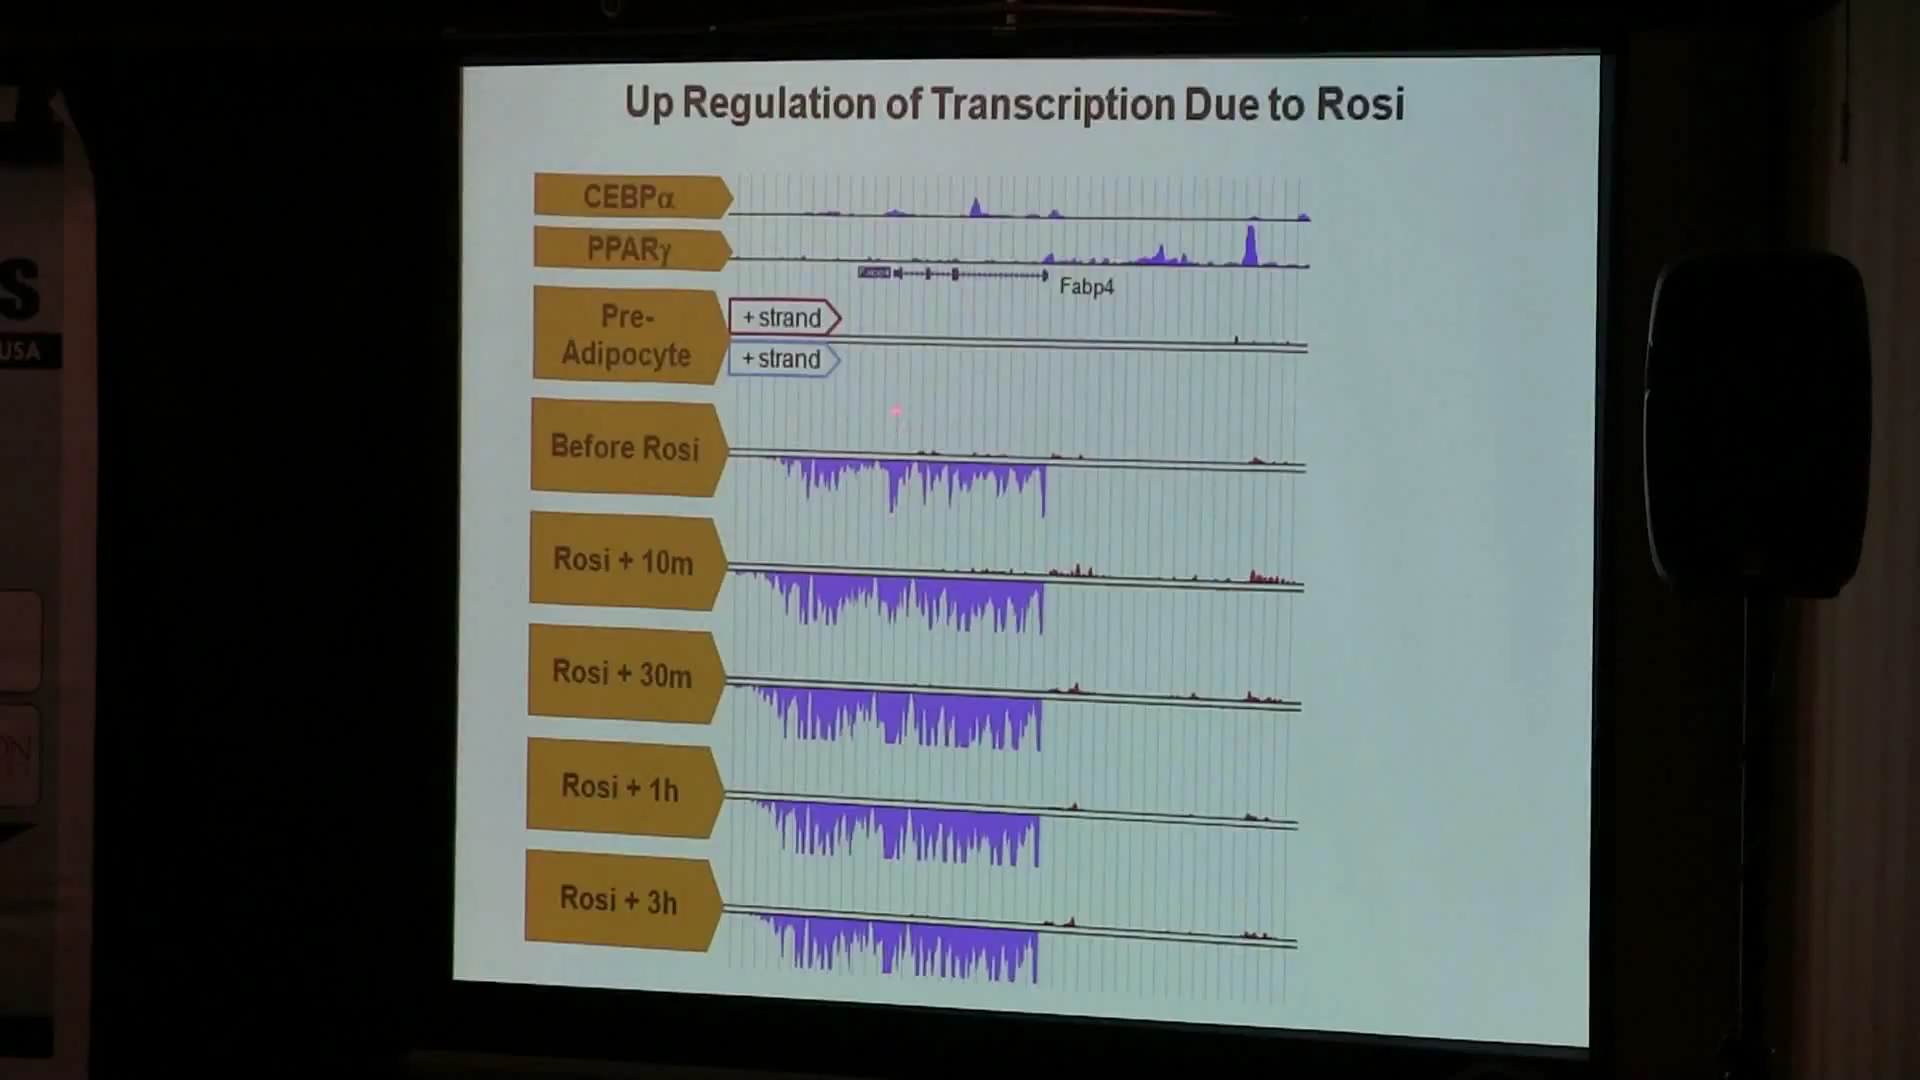 Up Regulation of Transcription Due to Rosi
CEBPα
PPARγ
Fabp4
Pre-
Adipocyte
+ strand
+ strand
Before Rosi
Rosi + 10m
Rosi + 30m
Rosi + 1h
Rosi + 3h
S
USA